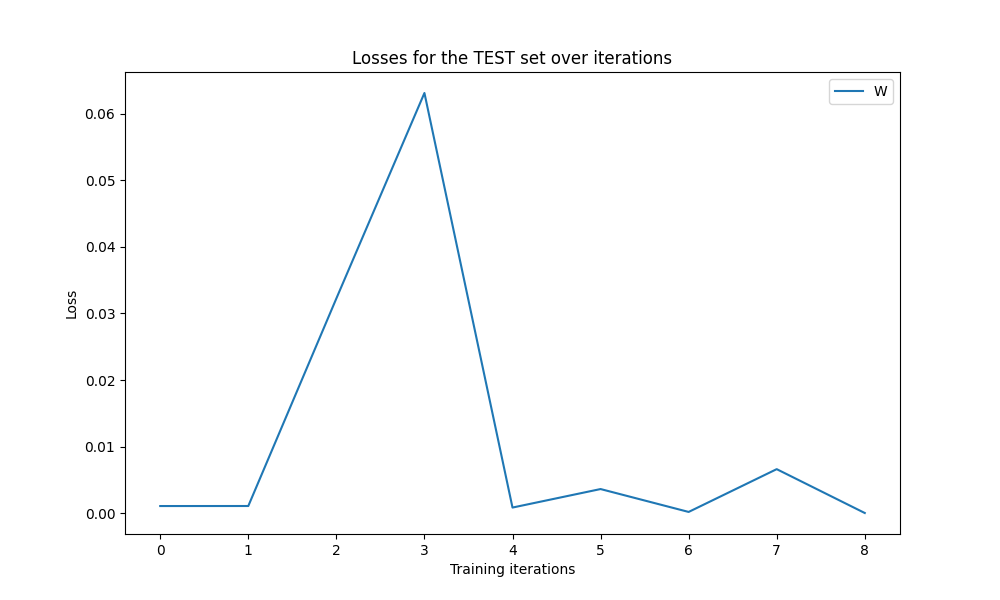 Losses for the TEST set over iterations
W
0.06
0.05
0.04
0.03
0.02
0.01
0.00
Loss
0 1 2 3 4 5 6 7 8
Training iterations